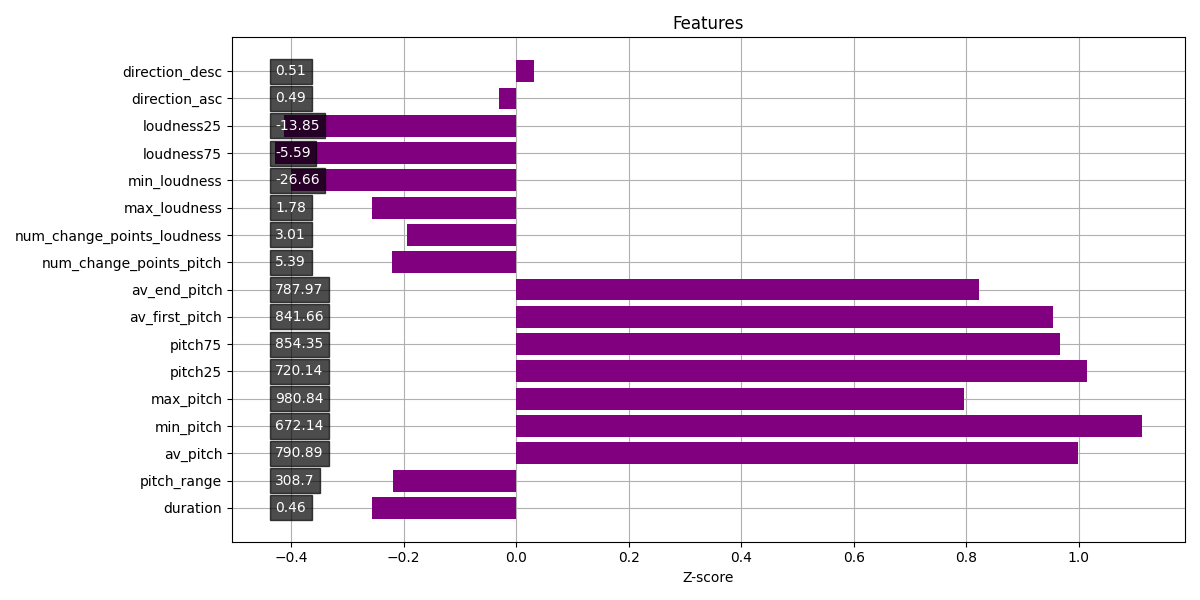 Features
direction_desc 0.51
direction_asc 0.49
loudness25 -13.85
loudness75 -5.59
min_loudness -26.66
max_loudness 1.78
num_change_points_loudness 3.01
num_change_points_pitch 5.39
av_end_pitch 787.97
av_first_pitch 841.66
pitch75 854.35
pitch25 720.14
max_pitch 980.84
min_pitch 672.14
av_pitch 790.89
pitch_range 308.7
duration 0.46
−0.4 −0.2 0.0 0.2 0.4 0.6 0.8 1.0
Z-score